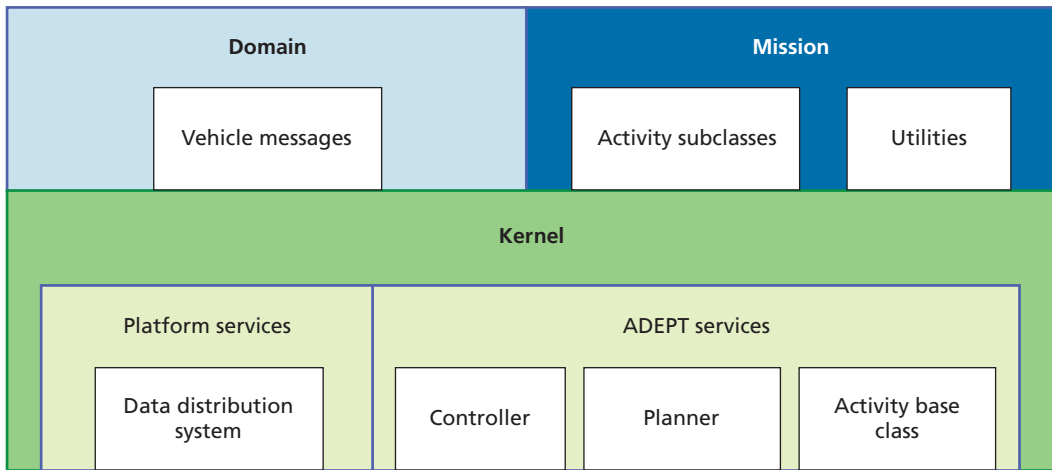 Domain
Mission
Vehicle messages
Activity subclasses
Utilities
Kernel
Platform services
ADEPT services
Data distribution
system
Controller
Planner
Activity base
class